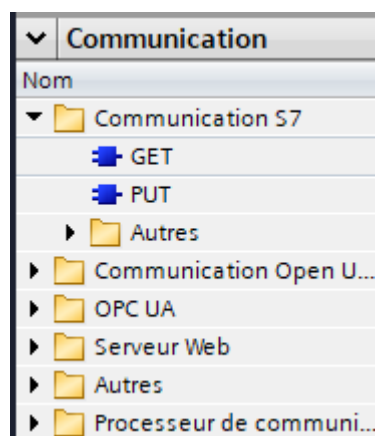 Communication
Nom
Communication S7
GET
PUT
Autres
Communication Open U...
OPC UA
Serveur Web
Autres
Processeur de communi...